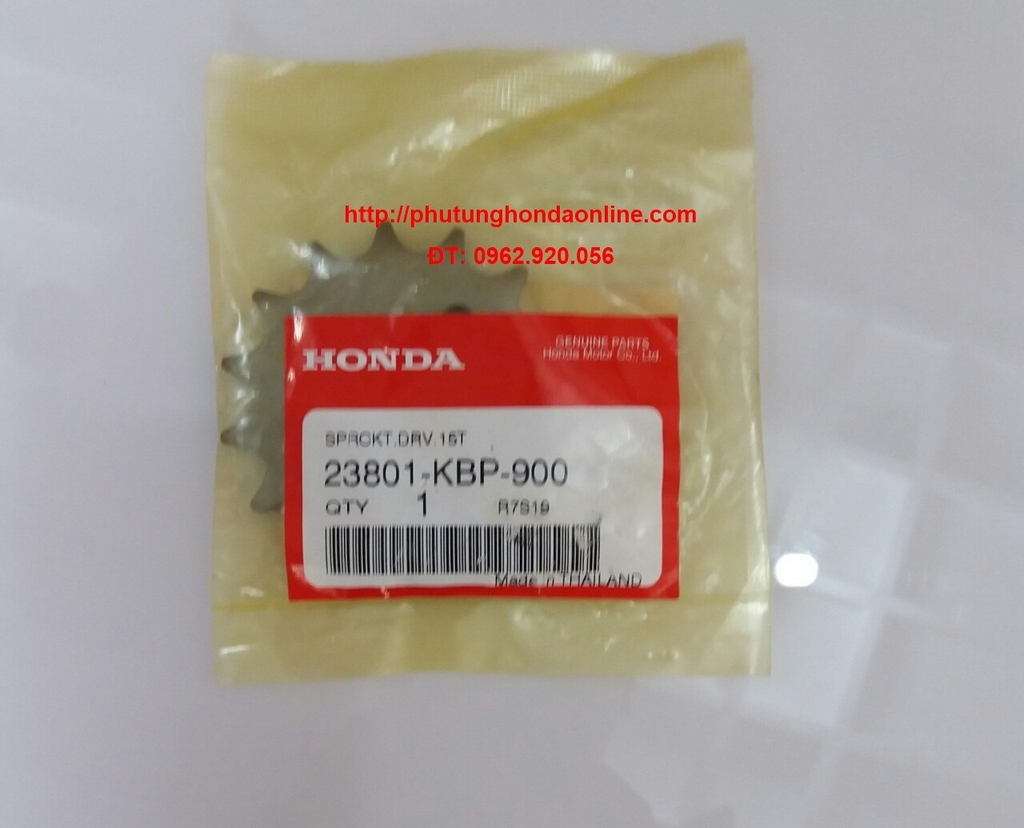 http://phutunghondaonline.com
ĐT: 0962.920.056
HONDA
GENUINE PARTS
Honda Motor Co., Ltd.
SPRCKT,DRV,15T
23801-KBP-900
QTY 1 R7S19
Made in THAILAND